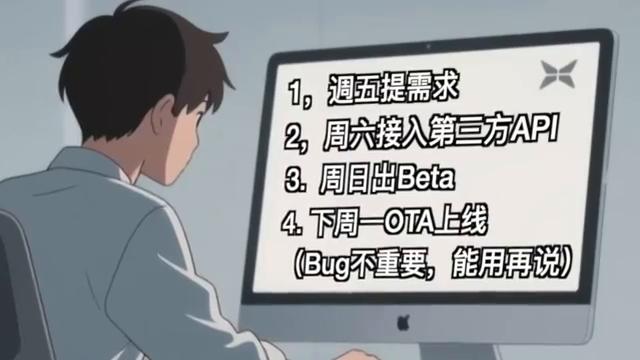 1，週五提需求
2，周六接入第三方API
3. 周日出Beta
4. 下周一OTA上线
（Bug不重要，能用再说）